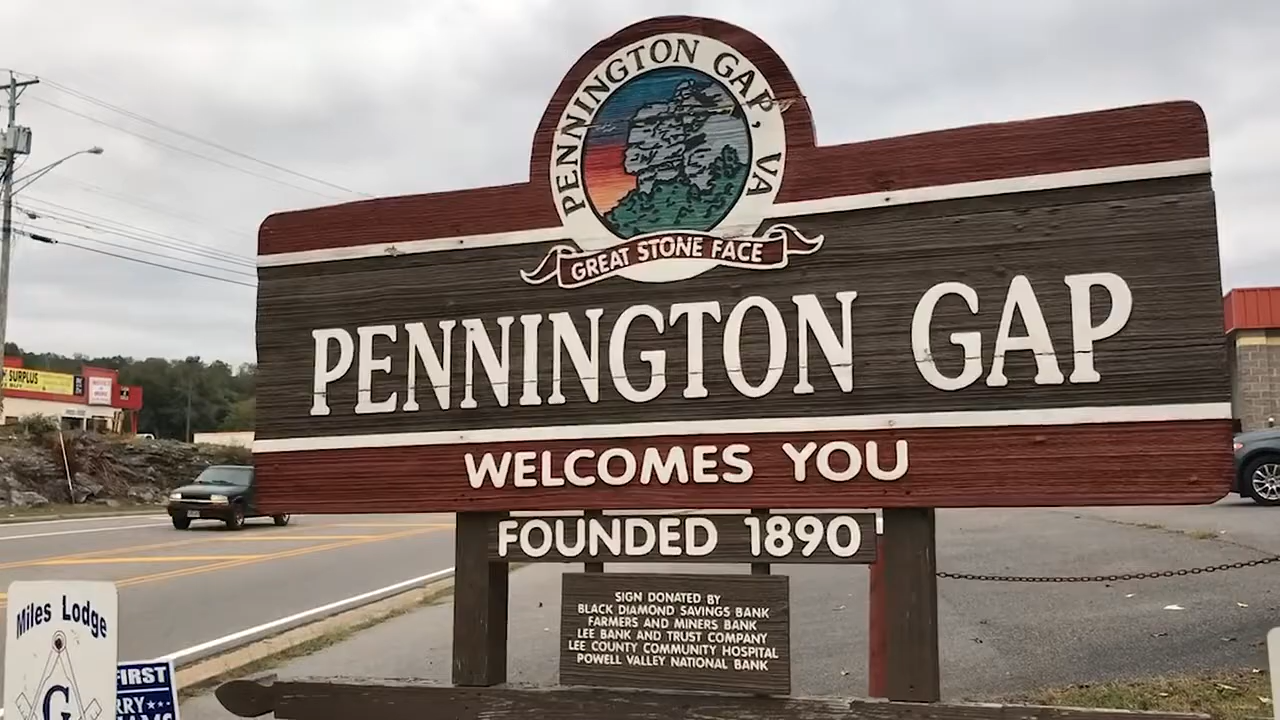 PENNINGTON GAP, VA
GREAT STONE FACE
PENNINGTON GAP
WELCOMES YOU
FOUNDED 1890
SIGN DONATED BY
BLACK DIAMOND SAVINGS BANK
FARMERS AND MINERS BANK
LEE BANK AND TRUST COMPANY
LEE COUNTY COMMUNITY HOSPITAL
POWELL VALLEY NATIONAL BANK
SURPLUS
Miles Lodge
G
FIRST